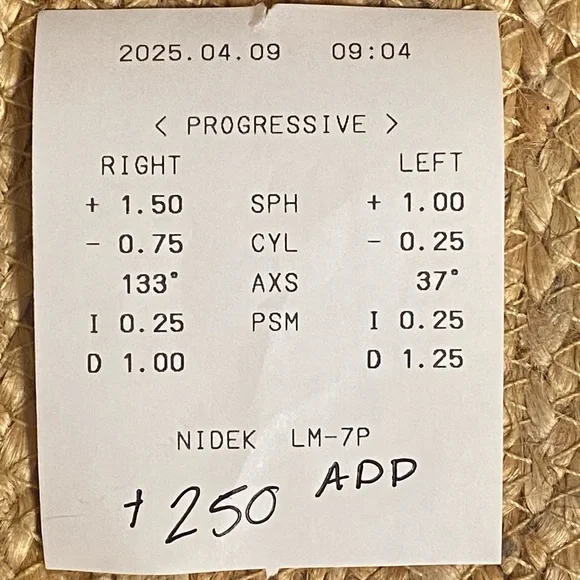 2025.04.09 09:04
< PROGRESSIVE >
RIGHT LEFT
+ 1.50 SPH + 1.00
- 0.75 CYL - 0.25
133° AXS 37°
I 0.25 PSM I 0.25
D 1.00 D 1.25
NIDEK LM-7P
+250 ADD